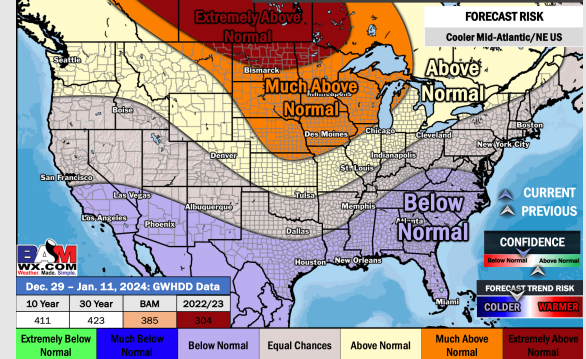 Extremely Above
Normal
FORECAST RISK
Cooler Mid-Atlantic/NE US
Seattle
Bismarck
Much Above
Normal
Above
Normal
Boise
Des Moines
Chicago
Cleveland
Boston
New York City
Denver
Indianapolis
St. Louis
San Francisco
Las Vegas
Tulsa
Los Angeles
Albuquerque
Memphis
Below
Normal
Atlanta
Phoenix
Dallas
CURRENT
PREVIOUS
Houston
New Orleans
Miami
CONFIDENCE
Below Normal
Above Normal
FORECAST TREND RISK
COLDER
WARMER
BAM
WX.COM
Weather. Made. Simple.
Dec. 29 – Jan. 11, 2024: GWHDD Data
10 Year 30 Year BAM 2022/23
411 423 385 304
Extremely Below Normal
Much Below Normal
Below Normal
Equal Chances
Above Normal
Much Above Normal
Extremely Above Normal